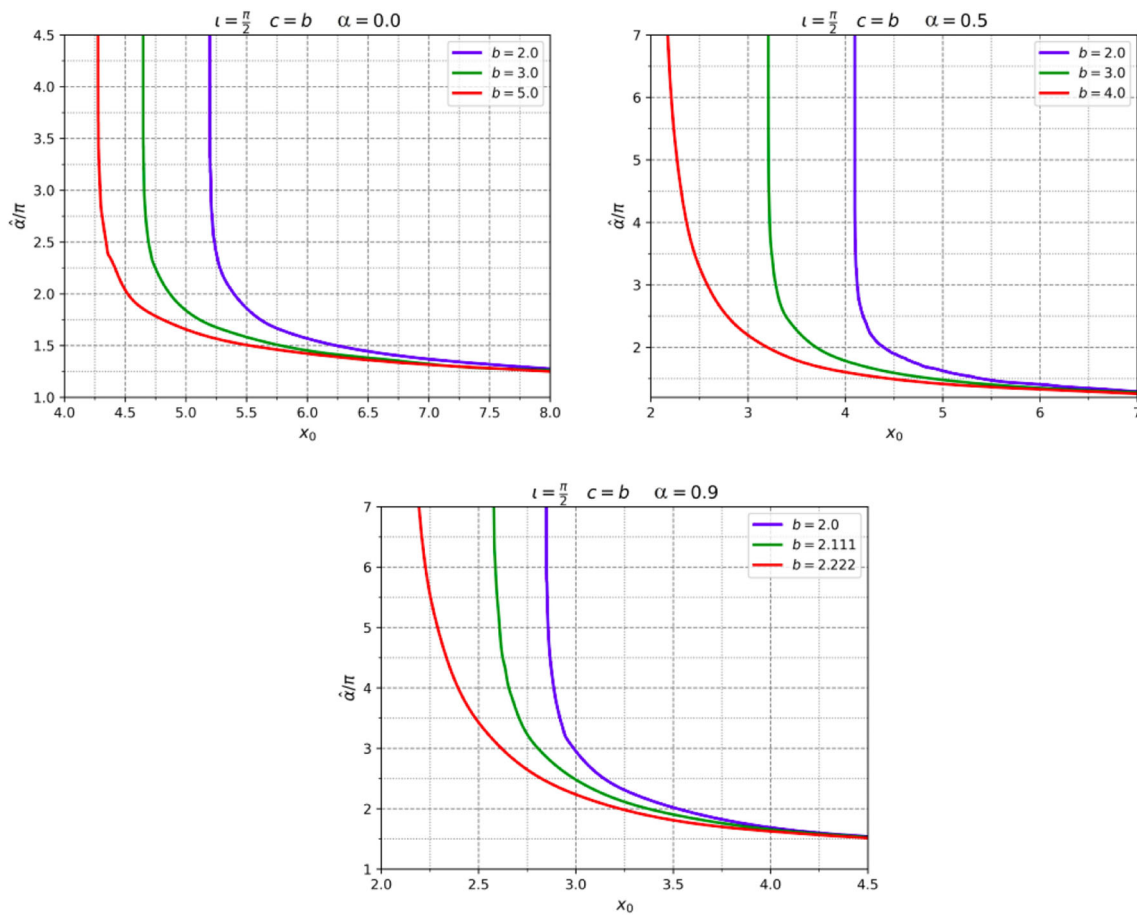 ι = π/2 c = b α = 0.0
4.5
4.0
3.5
3.0
2.5
2.0
1.5
1.0
α̂/π
b = 2.0
b = 3.0
b = 5.0
4.0 4.5 5.0 5.5 6.0 6.5 7.0 7.5 8.0
x₀
ι = π/2 c = b α = 0.5
7
6
5
4
3
2
α̂/π
b = 2.0
b = 3.0
b = 4.0
2 3 4 5 6 7
x₀
ι = π/2 c = b α = 0.9
7
6
5
4
3
2
1
α̂/π
b = 2.0
b = 2.111
b = 2.222
2.0 2.5 3.0 3.5 4.0 4.5
x₀